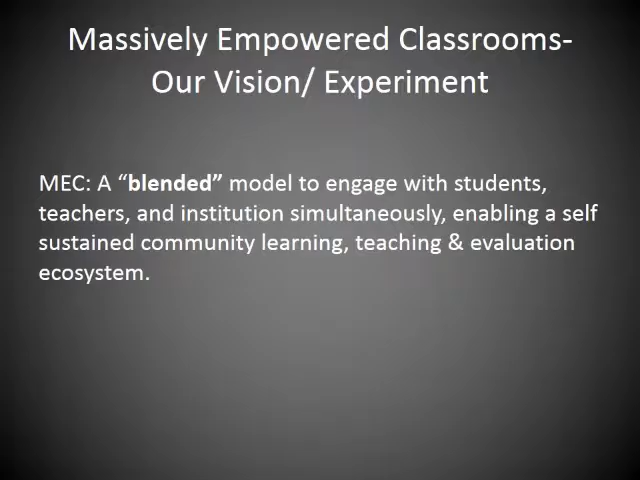 Massively Empowered Classrooms-
Our Vision/ Experiment
MEC: A “blended” model to engage with students,
teachers, and institution simultaneously, enabling a self
sustained community learning, teaching & evaluation
ecosystem.